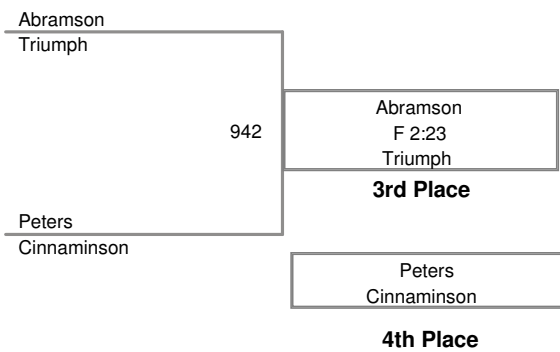 Abramson
Triumph
942
Abramson
F 2:23
Triumph
3rd Place
Peters
Cinnaminson
Peters
Cinnaminson
4th Place